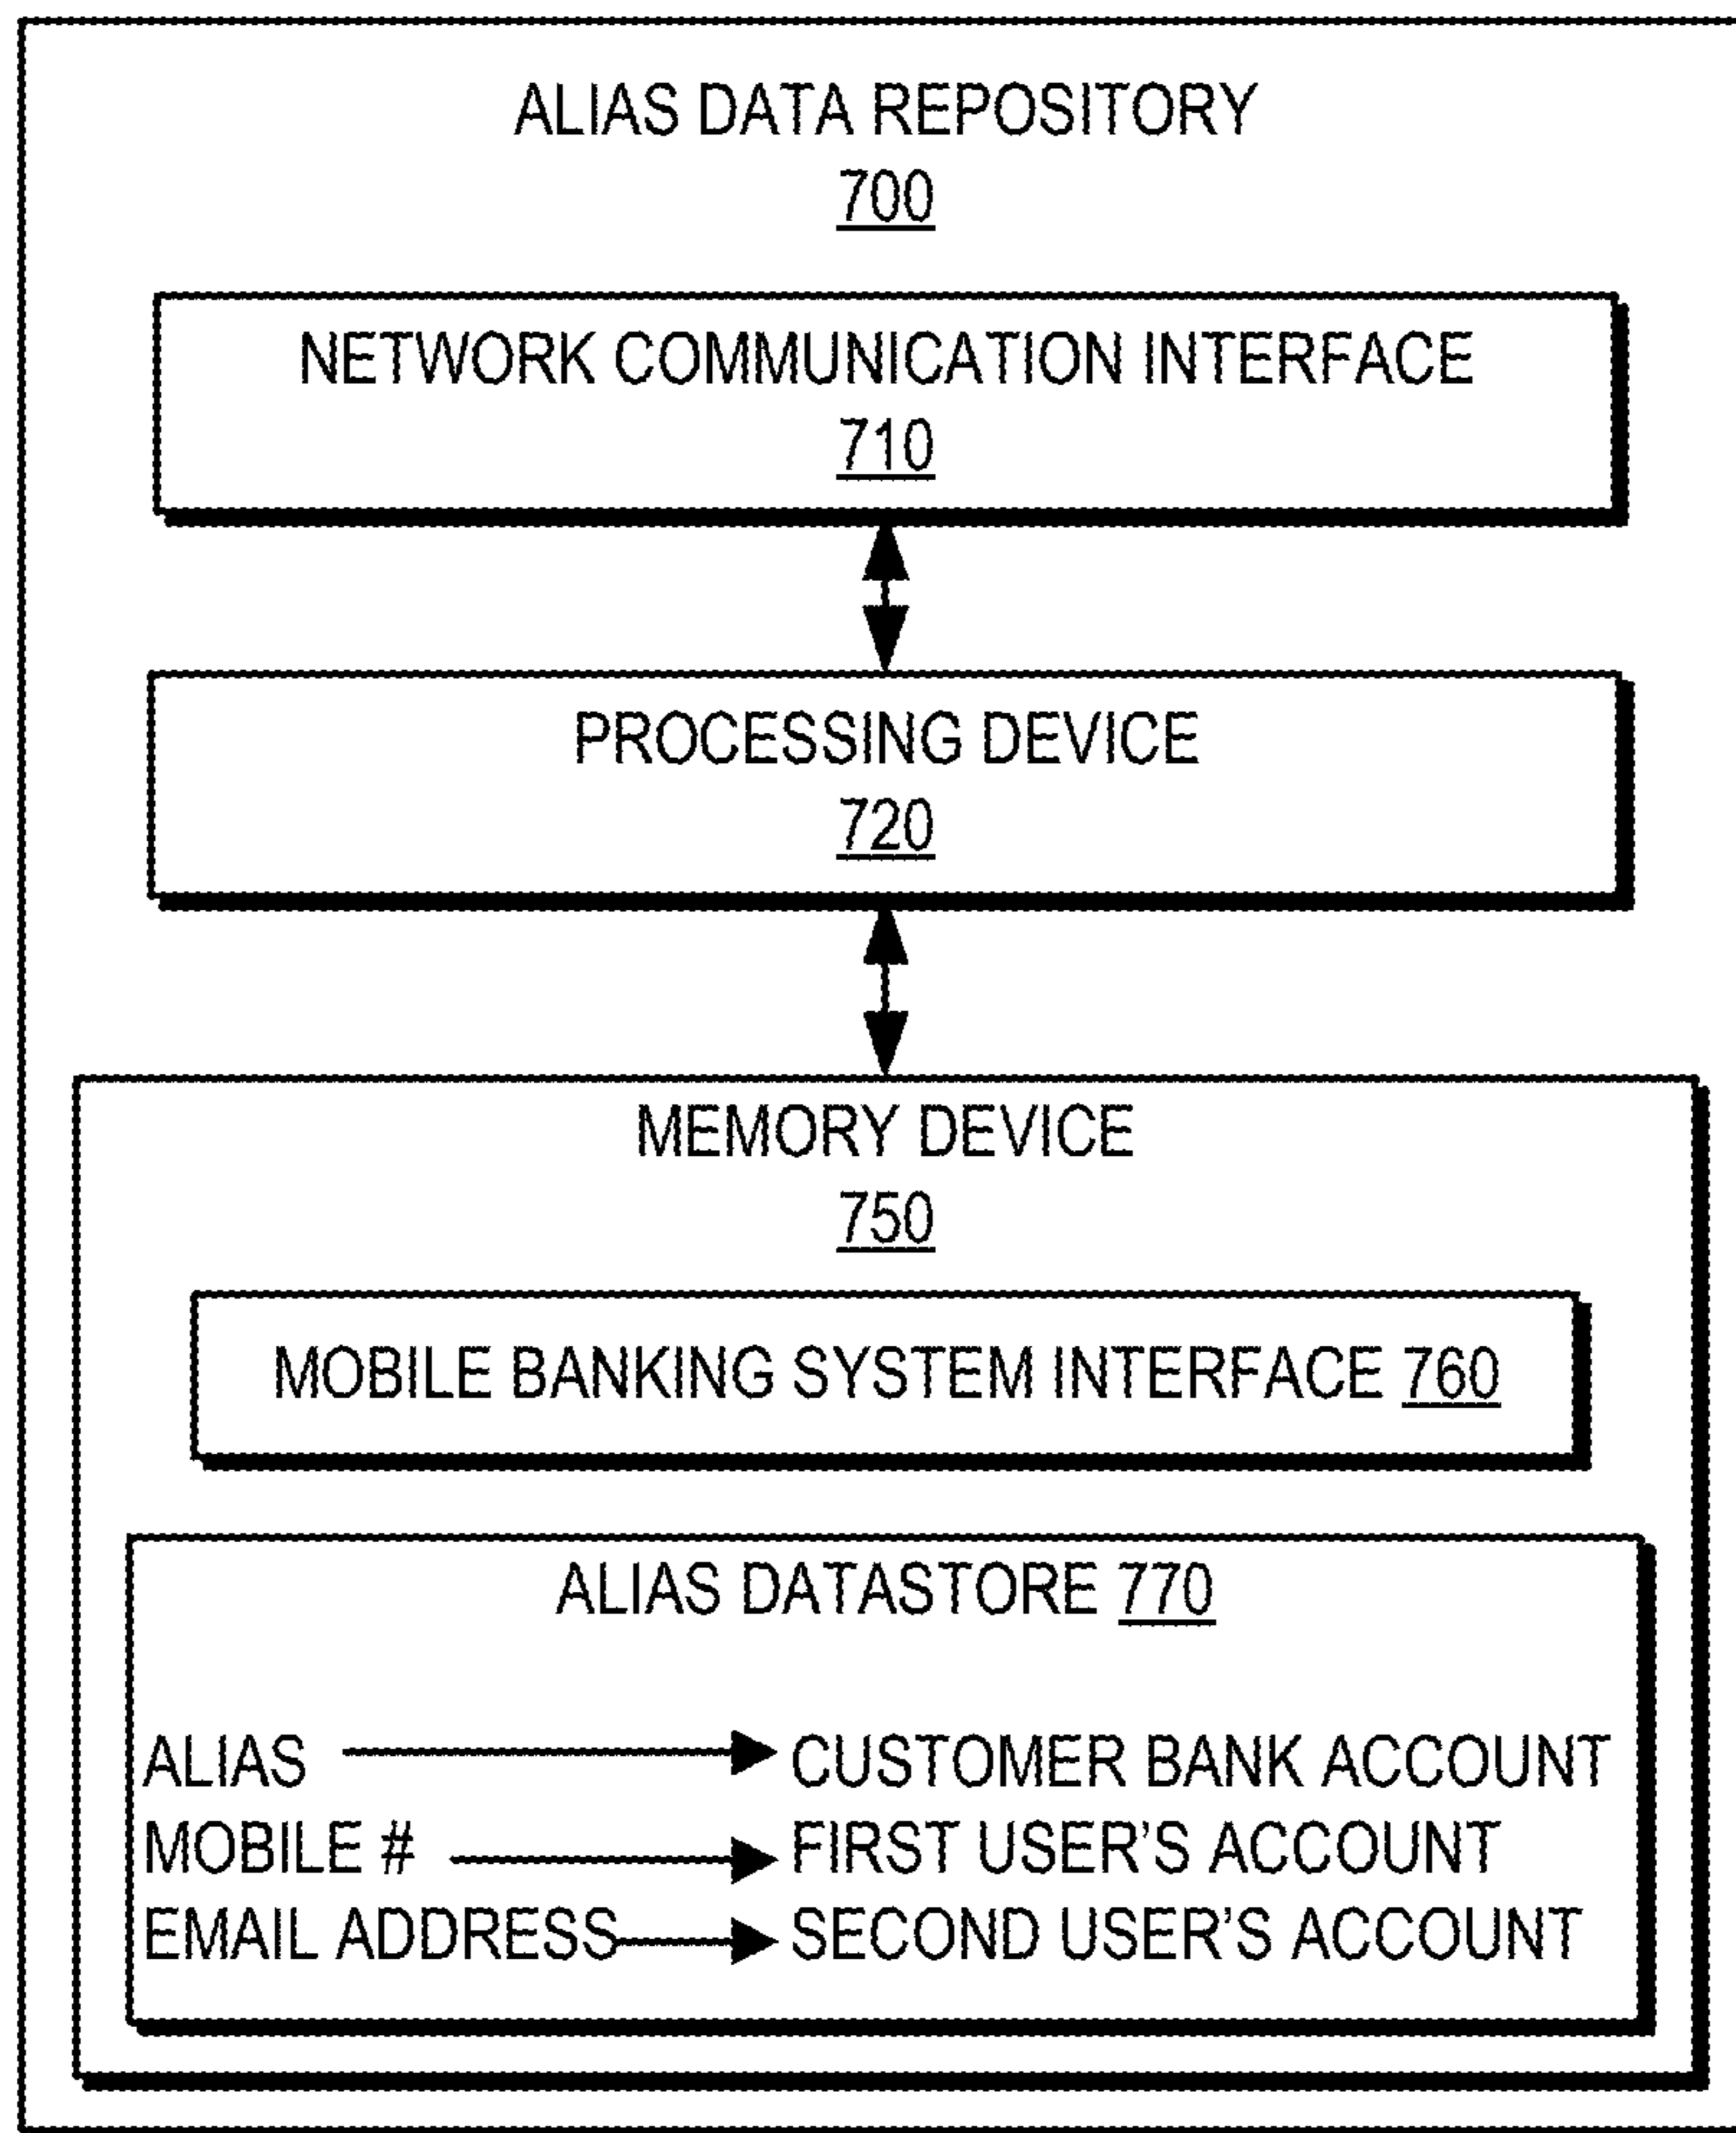 ALIAS DATA REPOSITORY
700
NETWORK COMMUNICATION INTERFACE
710
PROCESSING DEVICE
720
MEMORY DEVICE
750
MOBILE BANKING SYSTEM INTERFACE 760
ALIAS DATASTORE 770
ALIAS CUSTOMER BANK ACCOUNT
MOBILE # FIRST USER'S ACCOUNT
EMAIL ADDRESS SECOND USER'S ACCOUNT